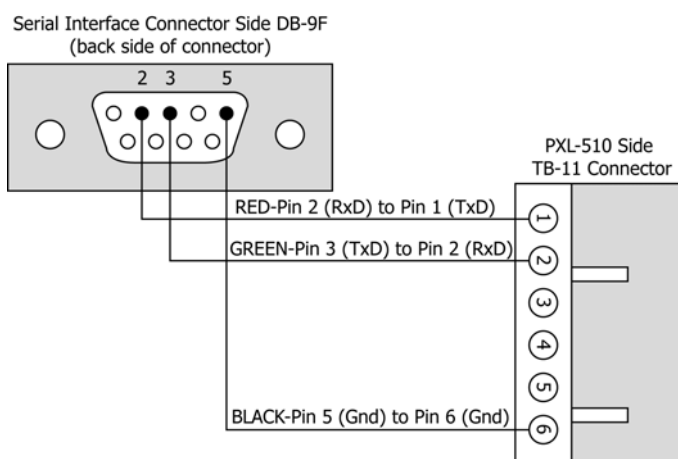 Serial Interface Connector Side DB-9F
(back side of connector)
2 3 5
PXL-510 Side
TB-11 Connector
RED-Pin 2 (RxD) to Pin 1 (TxD)
1
GREEN-Pin 3 (TxD) to Pin 2 (RxD)
2
3
4
5
BLACK-Pin 5 (Gnd) to Pin 6 (Gnd)
6